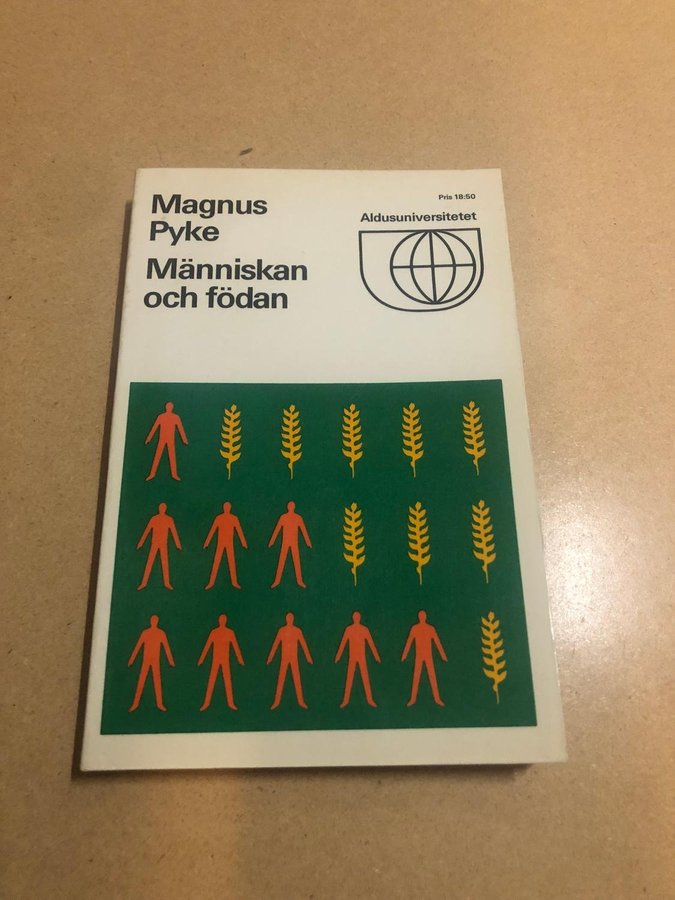 Magnus
Pyke
Människan
och födan
Pris 18:50
Aldusuniversitetet